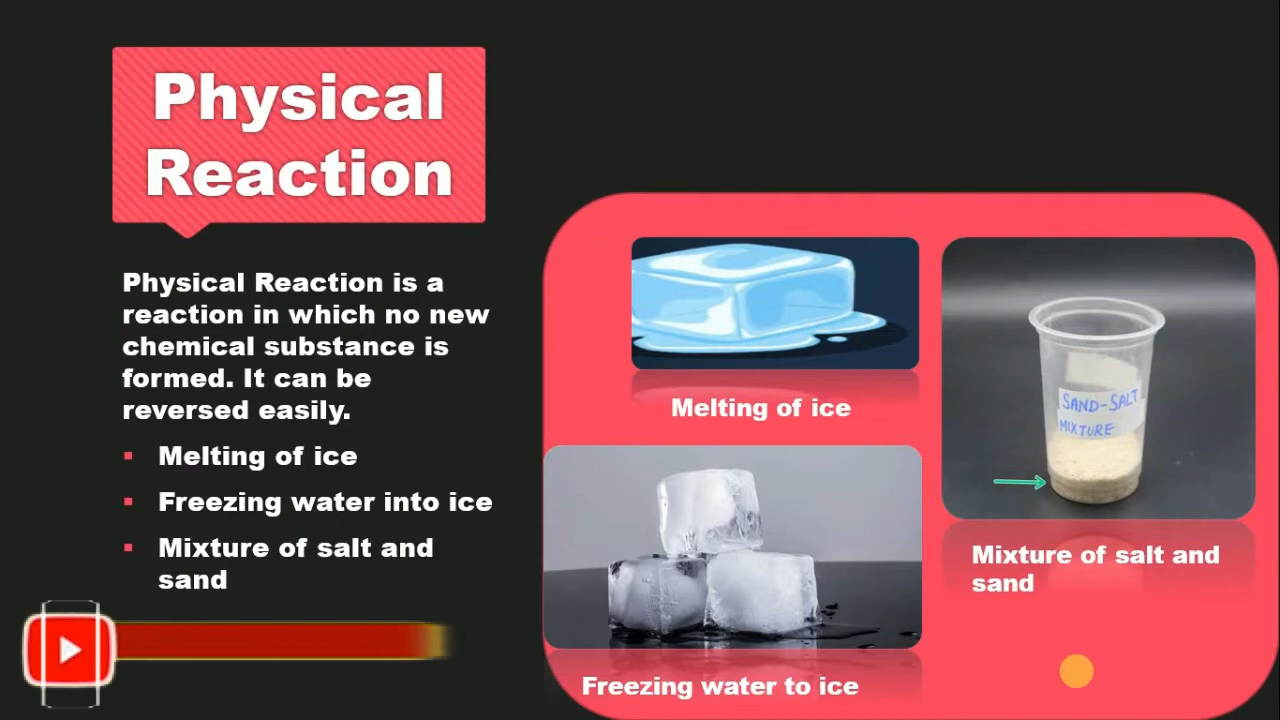 Physical
Reaction
Physical Reaction is a
reaction in which no new
chemical substance is
formed. It can be
reversed easily.
Melting of ice
Freezing water into ice
Mixture of salt and
sand
Melting of ice
SAND-SALT
MIXTURE
Mixture of salt and
sand
Freezing water to ice